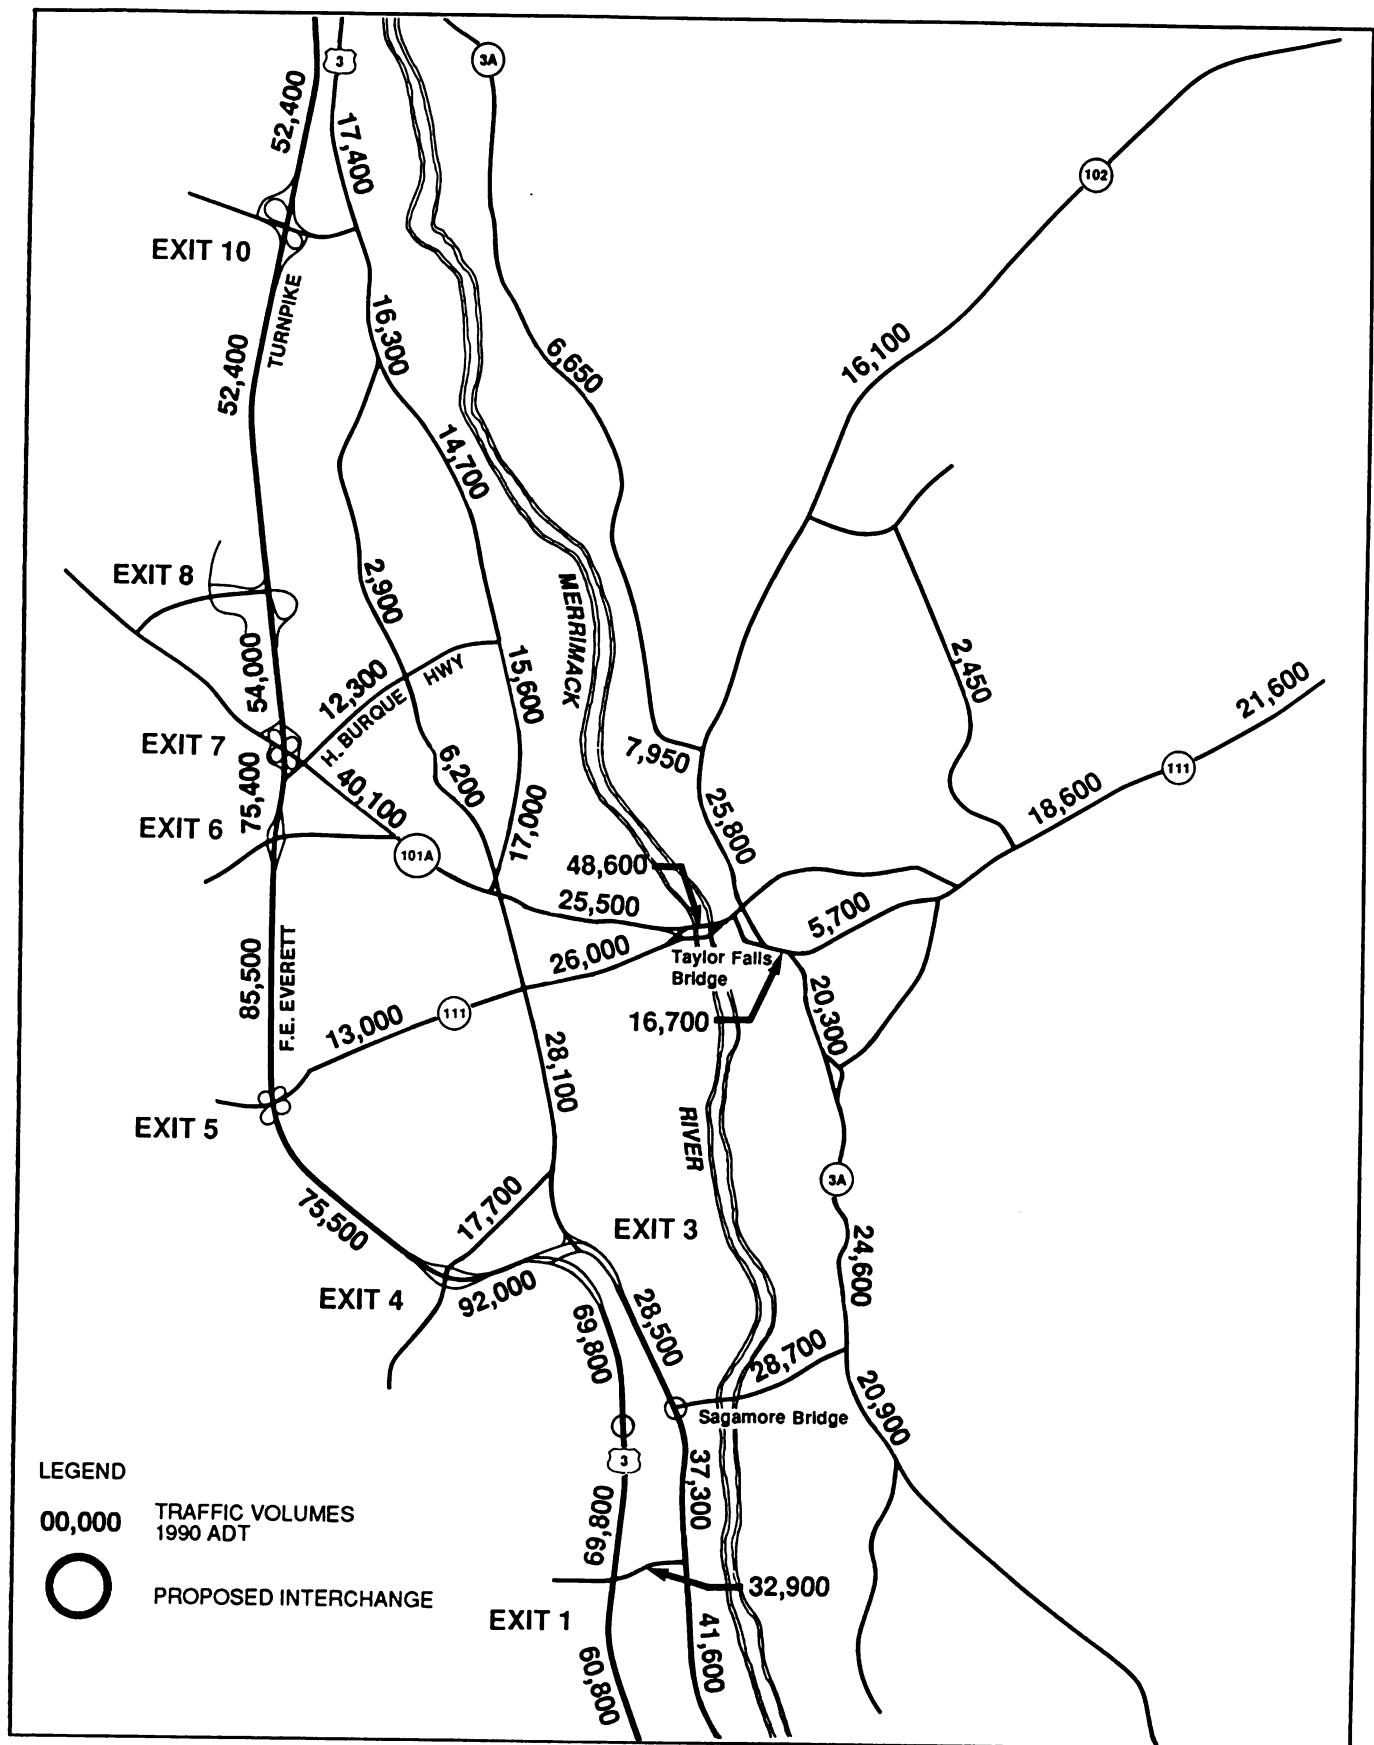 3
3A
52,400
17,400
102
EXIT 10
TURNPIKE
16,300
52,400
6,650
16,100
14,700
EXIT 8
2,900
MERRIMACK
54,000
12,300
H. BURQUE HWY
15,600
2,450
21,600
EXIT 7
7,950
111
75,400
40,100
6,200
17,000
25,800
18,600
EXIT 6
101A
48,600
25,500
5,700
85,500
F.E. EVERETT
26,000
Taylor Falls
Bridge
13,000
111
16,700
20,300
28,100
EXIT 5
RIVER
3A
75,500
17,700
EXIT 3
24,600
EXIT 4
92,000
69,800
28,500
28,700
Sagamore Bridge
20,900
3
37,300
LEGEND
00,000
TRAFFIC VOLUMES
1990 ADT
69,800
PROPOSED INTERCHANGE
32,900
EXIT 1
41,600
60,800